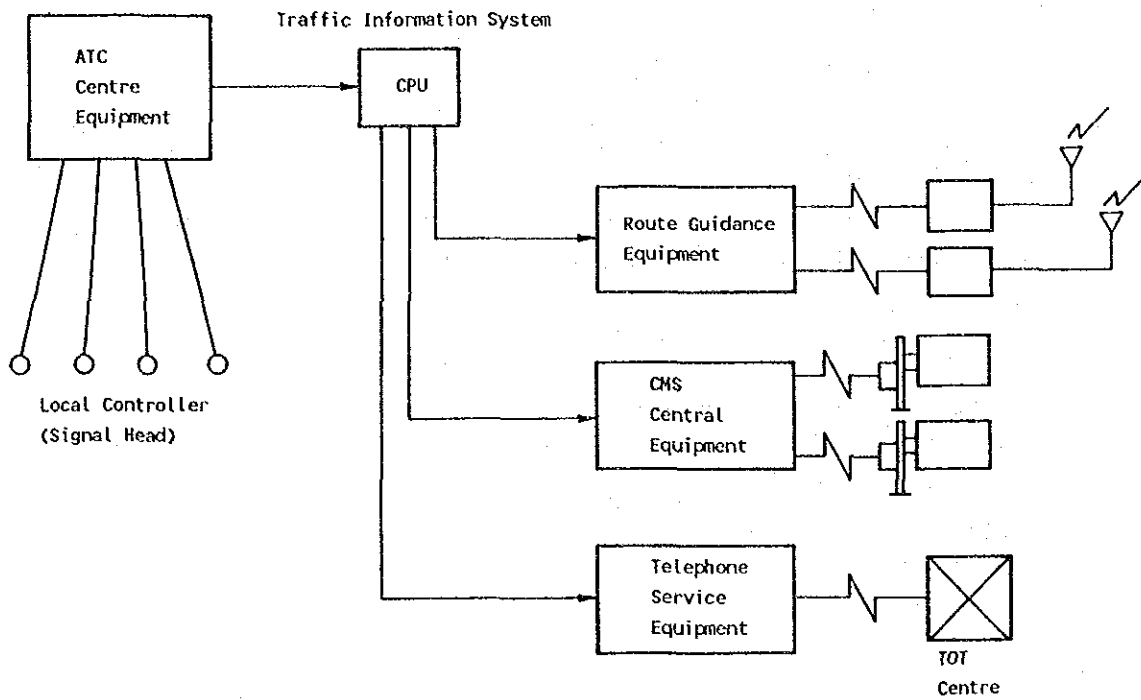 Traffic Information System
ATC
Centre
Equipment
CPU
Route Guidance
Equipment
Local Controller
(Signal Head)
CMS
Central
Equipment
Telephone
Service
Equipment
TOT
Centre